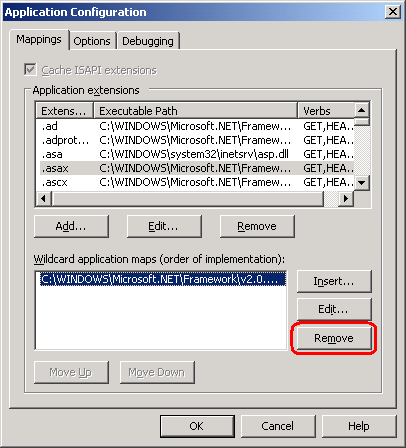 Application Configuration
Mappings Options Debugging
Cache ISAPI extensions
Application extensions
Extens... Executable Path Verbs
.ad C:\WINDOWS\Microsoft.NET\Framew... GET,HEA...
.adprot... C:\WINDOWS\Microsoft.NET\Framew... GET,HEA...
.asa C:\WINDOWS\system32\inetsrv\asp.dll GET,HEA...
.asax C:\WINDOWS\Microsoft.NET\Framew... GET,HEA...
.ascx C:\WINDOWS\Microsoft.NET\Framew... GET,HEA...
Add... Edit... Remove
Wildcard application maps (order of implementation):
C:\WINDOWS\Microsoft.NET\Framework\v2.0....
Insert...
Edit...
Remove
Move Up Move Down
OK Cancel Help